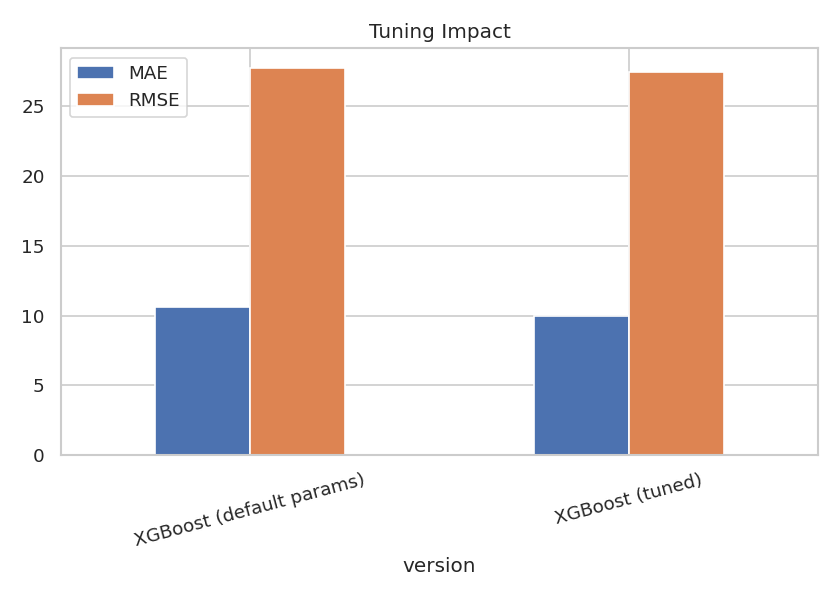 Tuning Impact
MAE
RMSE
25
20
15
10
5
0
XGBoost (default params)
XGBoost (tuned)
version